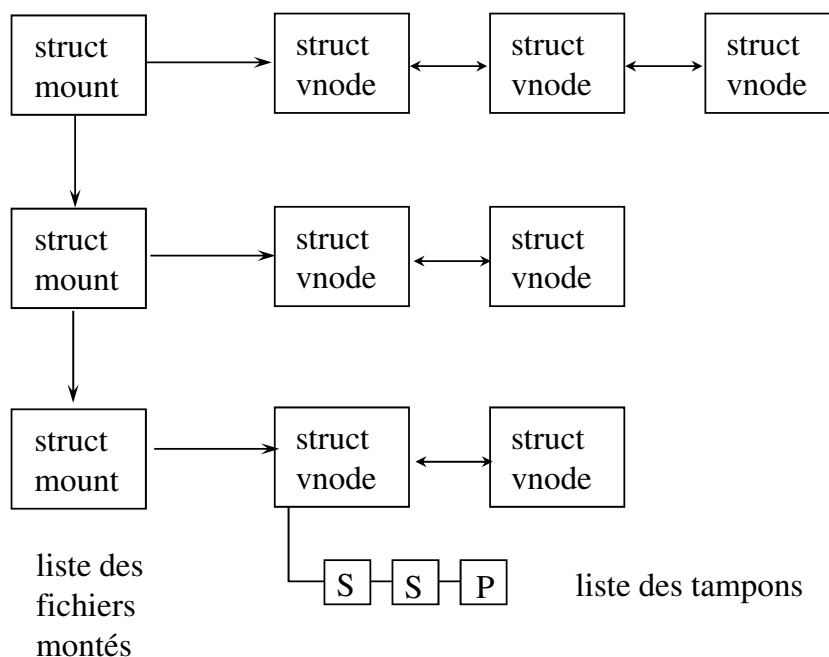 struct
mount
struct
vnode
struct
vnode
struct
vnode
struct
mount
struct
vnode
struct
vnode
struct
mount
struct
vnode
struct
vnode
S S P
liste des
fichiers
montés
liste des tampons